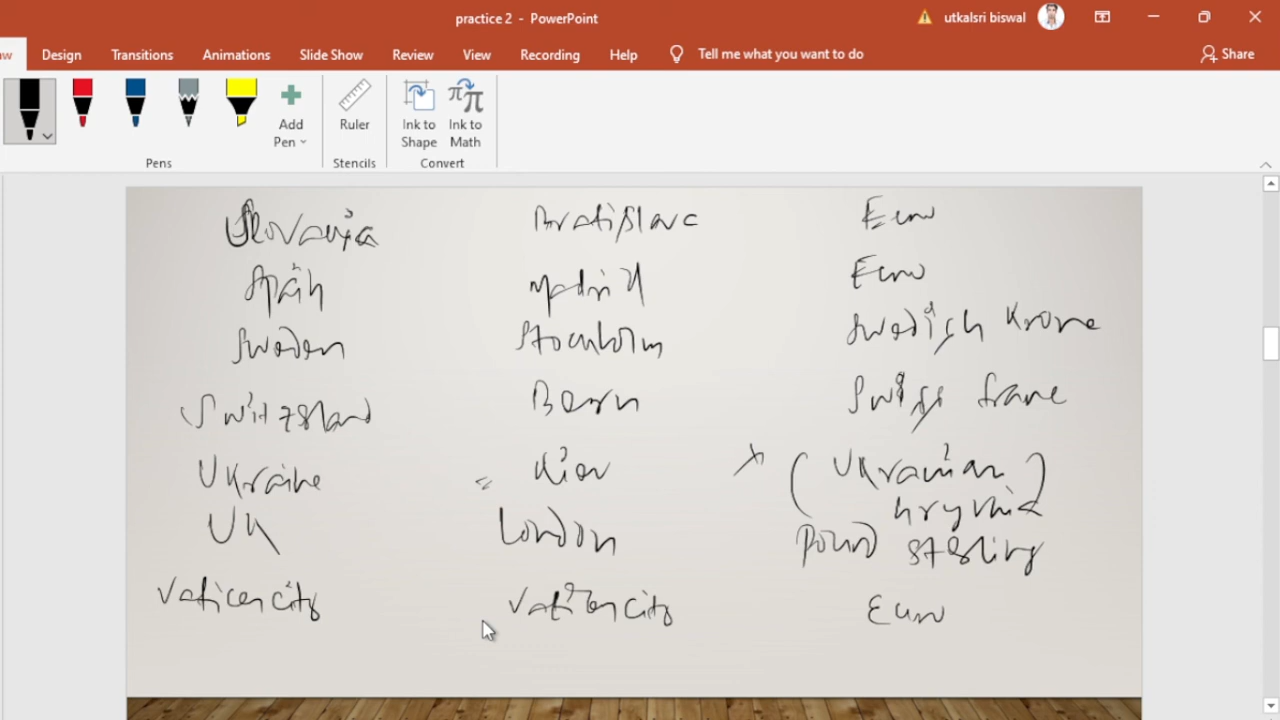 practice 2 - PowerPoint utkalsri biswal
Design Transitions Animations Slide Show Review View Recording Help Tell me what you want to do Share
Add Pen Ruler Ink to Shape Ink to Math
Pens Stencils Convert
Bratislava Euro
Spain Madrid Euro
Sweden Stockholm Swedish Krone
Switzerland Bern Swiss franc
Ukraine Kiev (Ukranian
hryvnia)
UK London Pound sterling
Vatican city Vatican city Euro